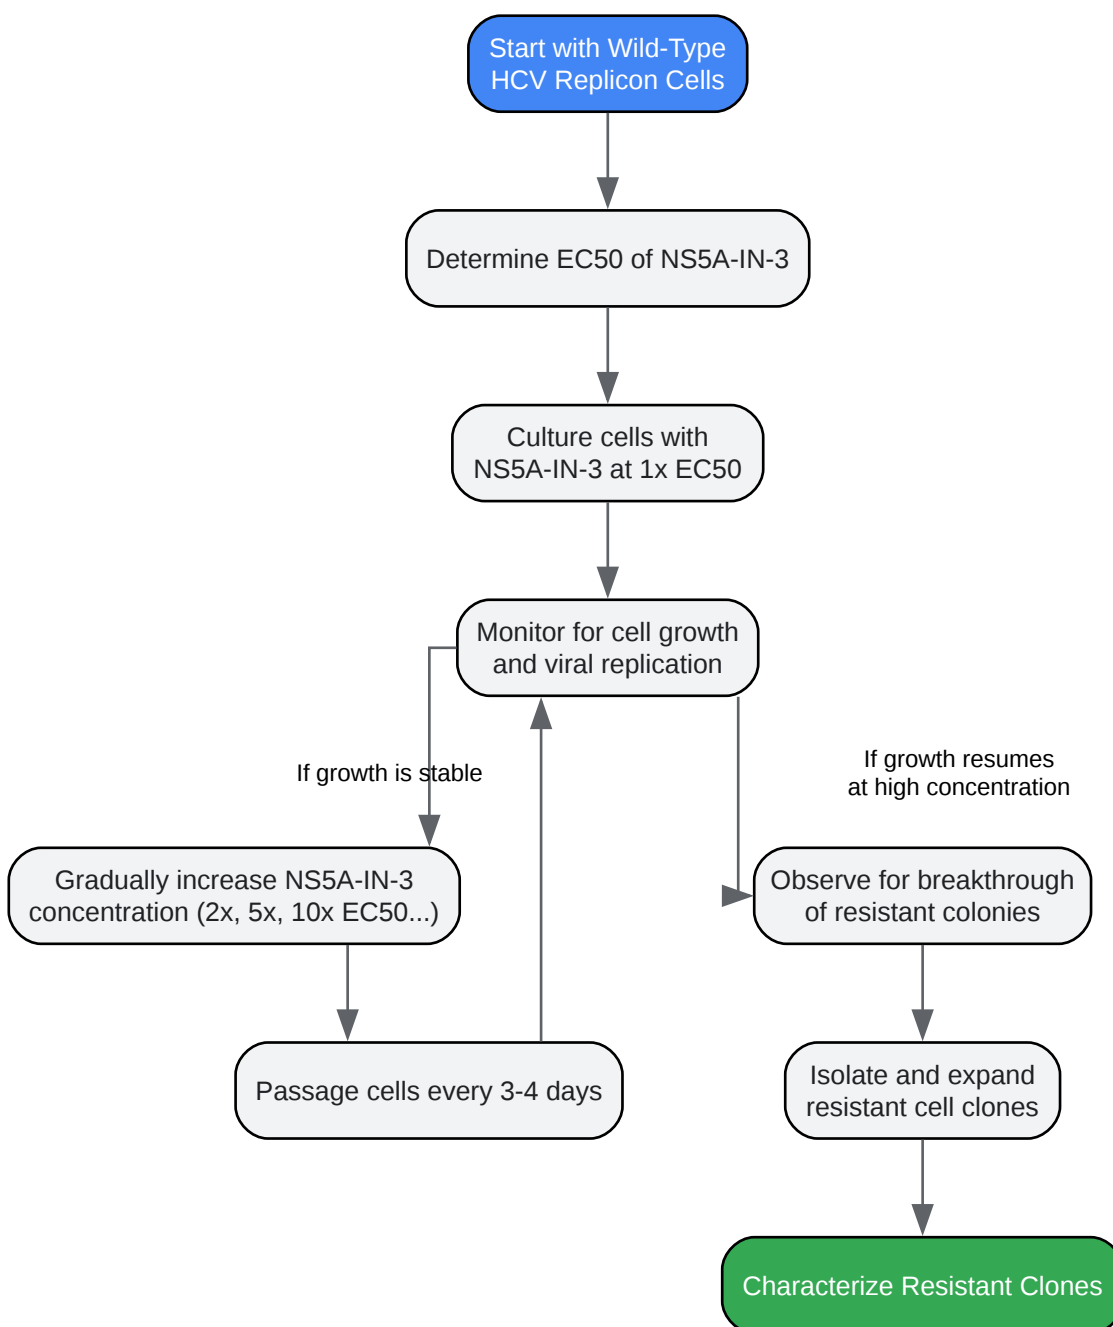 Start with Wild-Type
HCV Replicon Cells
Determine EC50 of NS5A-IN-3
Culture cells with
NS5A-IN-3 at 1x EC50
Monitor for cell growth
and viral replication
If growth is stable
If growth resumes
at high concentration
Gradually increase NS5A-IN-3
concentration (2x, 5x, 10x EC50...)
Observe for breakthrough
of resistant colonies
Passage cells every 3-4 days
Isolate and expand
resistant cell clones
Characterize Resistant Clones